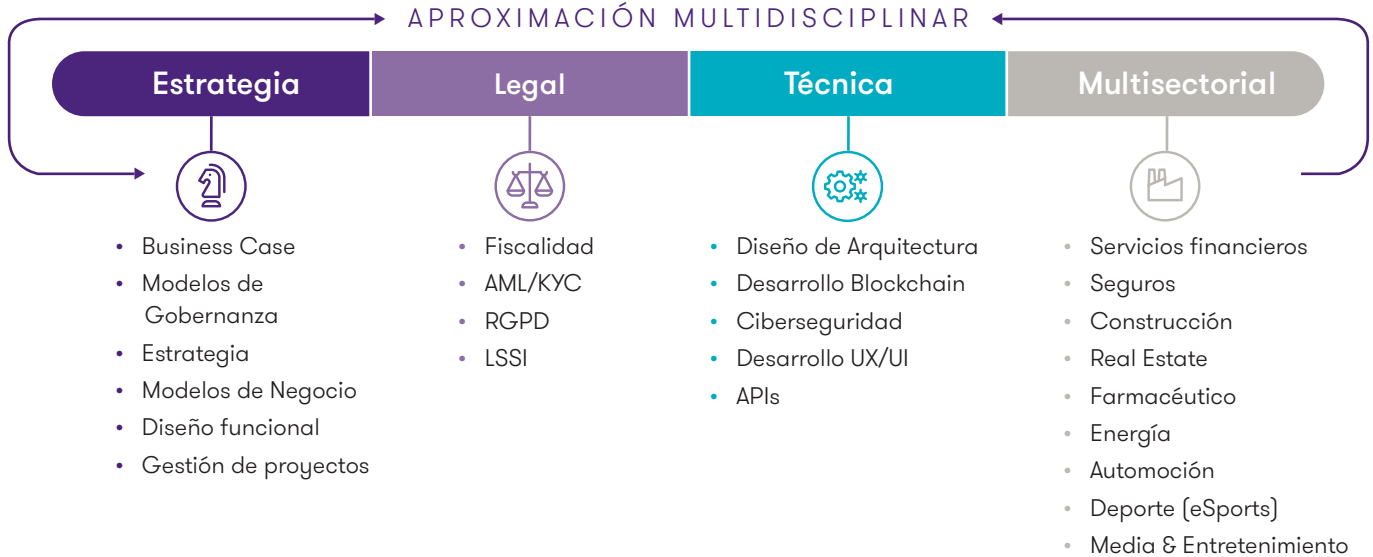 APROXIMACIÓN MULTIDISCIPLINAR
Estrategia
Business Case
Modelos de
Gobernanza
Estrategia
Modelos de Negocio
Diseño funcional
Gestión de proyectos
Legal
Fiscalidad
AML/KYC
RGPD
LSSI
Técnica
Diseño de Arquitectura
Desarrollo Blockchain
Ciberseguridad
Desarrollo UX/UI
APIs
Multisectorial
Servicios financieros
Seguros
Construcción
Real Estate
Farmacéutico
Energía
Automoción
Deporte (eSports)
Media & Entretenimiento